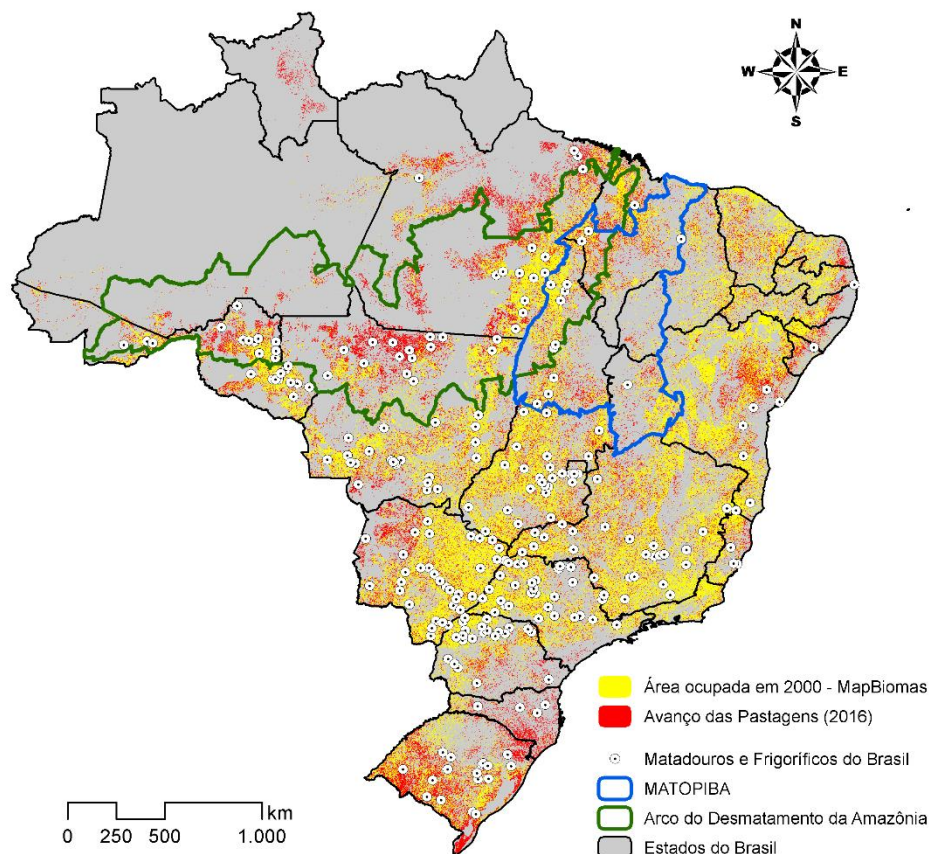 N
W E
S
Área ocupada em 2000 - MapBiomas
Avanço das Pastagens (2016)
Matadouros e Frigoríficos do Brasil
MATOPIBA
Arco do Desmatamento da Amazônia
Estados do Brasil
km
0 250 500 1.000